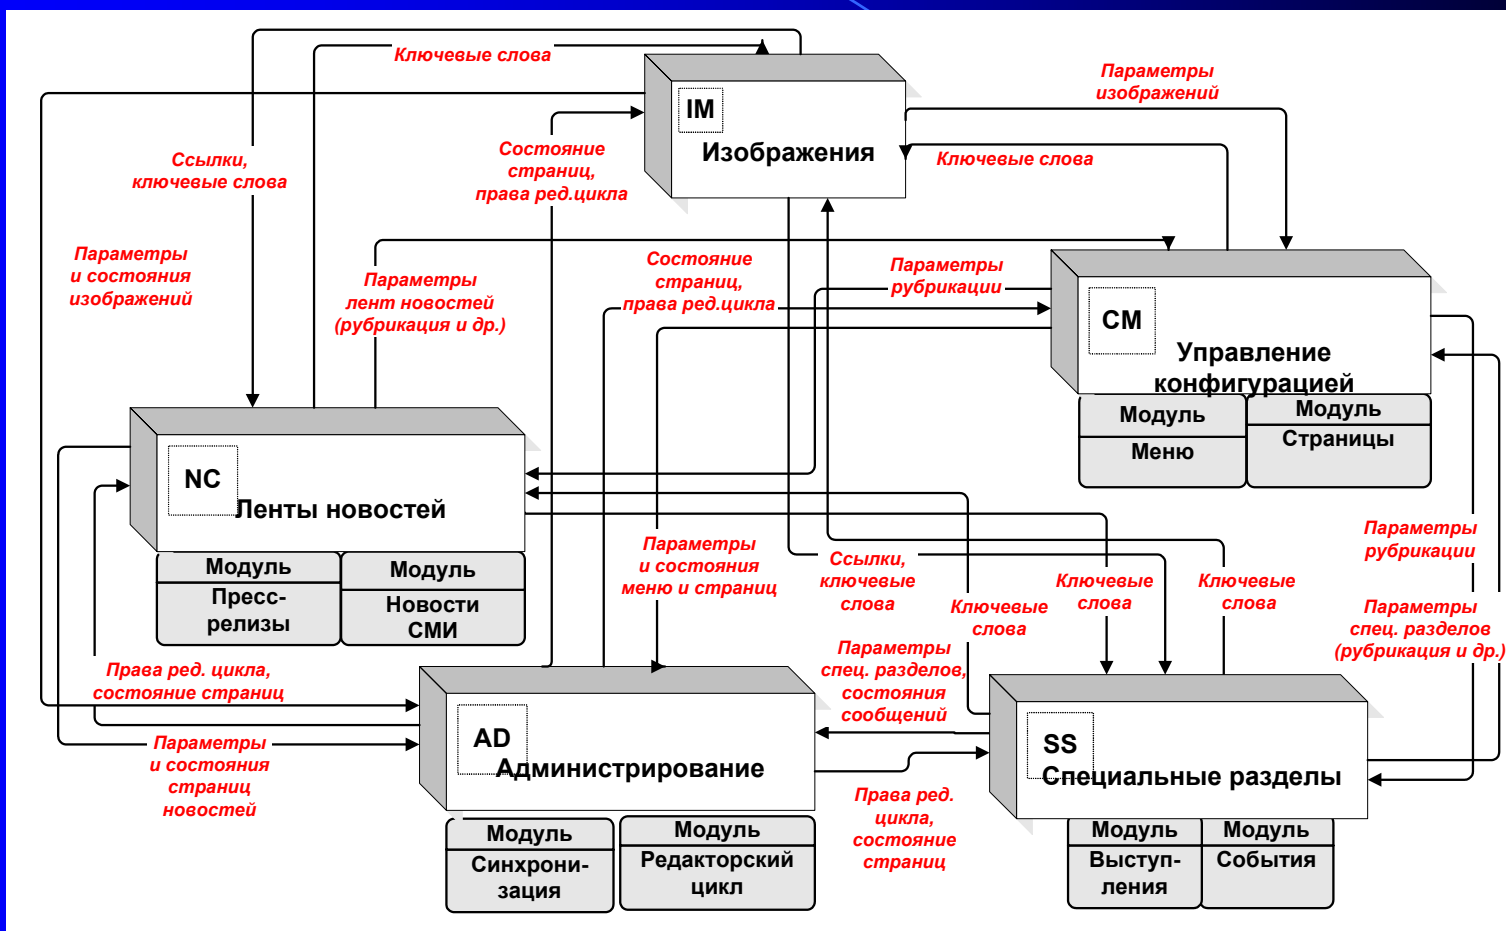 Ключевые слова
Параметры
изображений
IM
Изображения
Ссылки,
ключевые слова
Состояние
страниц,
права ред.цикла
Ключевые слова
Параметры
и состояния
изображений
Параметры
лент новостей
(рубрикация и др.)
Состояние
страниц,
права ред.цикла
Параметры
рубрикации
CM
Управление
конфигурацией
Модуль
Меню
Модуль
Страницы
NC
Ленты новостей
Модуль
Пресс-
релизы
Модуль
Новости
СМИ
Параметры
и состояния
меню и страниц
Ссылки,
ключевые
слова
Ключевые
слова
Ключевые
слова
Ключевые
слова
Параметры
рубрикации
Параметры
спец. разделов
(рубрикация и др.)
Права ред. цикла,
состояние страниц
Параметры
спец. разделов,
состояния
сообщений
Параметры
и состояния
страниц
новостей
AD
Администрирование
SS
Специальные разделы
Права ред.
цикла,
состояние
страниц
Модуль
Синхрони-
зация
Модуль
Редакторский
цикл
Модуль
Выступ-
ления
Модуль
События